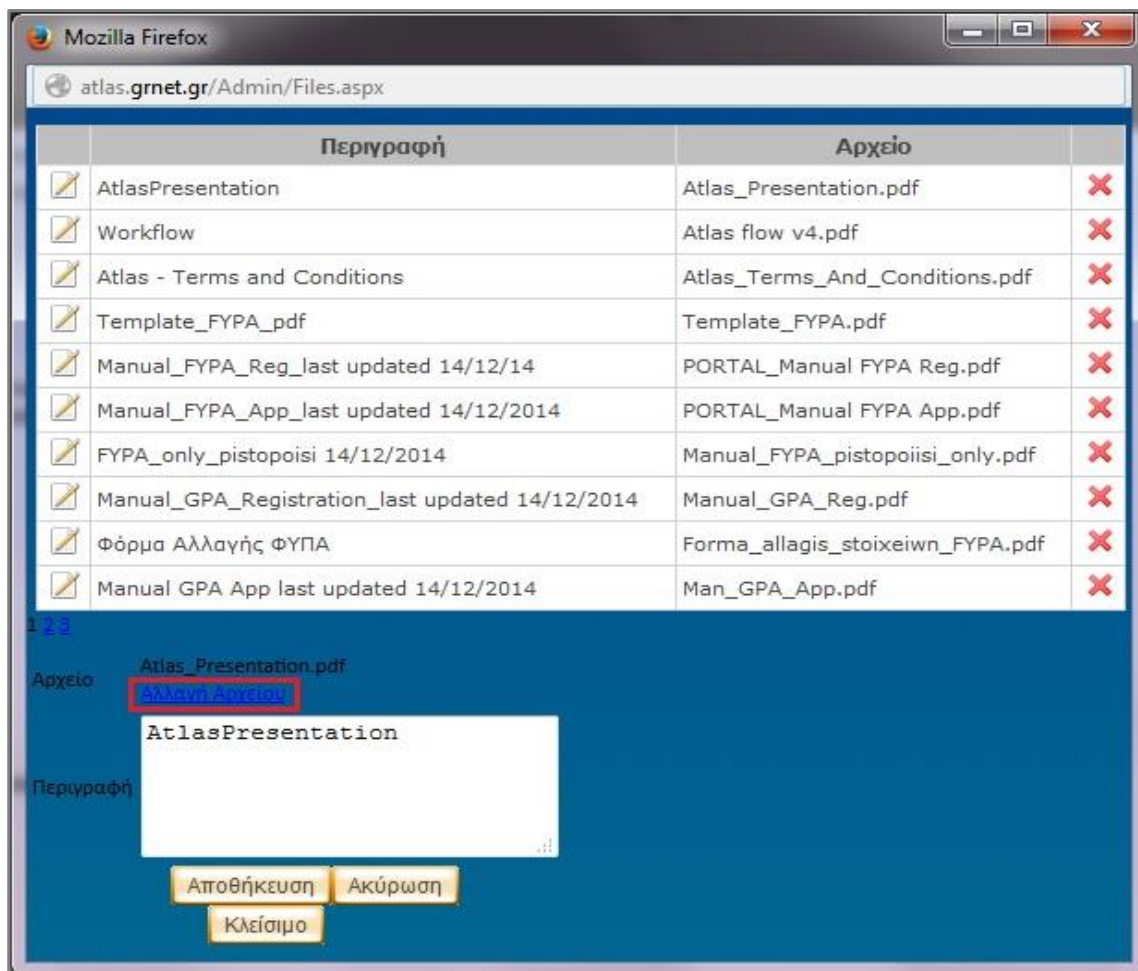 Mozilla Firefox
atlas.grnet.gr/Admin/Files.aspx
Περιγραφή Αρχείο
AtlasPresentation Atlas_Presentation.pdf
Workflow Atlas flow v4.pdf
Atlas - Terms and Conditions Atlas_Terms_And_Conditions.pdf
Template_FYPA_pdf Template_FYPA.pdf
Manual_FYPA_Reg_last updated 14/12/14 PORTAL_Manual FYPA Reg.pdf
Manual_FYPA_App_last updated 14/12/2014 PORTAL_Manual FYPA App.pdf
FYPA_only_pistopoisi 14/12/2014 Manual_FYPA_pistopoiisi_only.pdf
Manual_GPA_Registration_last updated 14/12/2014 Manual_GPA_Reg.pdf
Φόρμα Αλλαγής ΦΥΠΑ Forma_allagis_stoixeiwn_FYPA.pdf
Manual GPA App last updated 14/12/2014 Man_GPA_App.pdf
1 2 3
Atlas_Presentation.pdf
Αρχείο
Αλλαγή Αρχείου
AtlasPresentation
Περιγραφή
Αποθήκευση Ακύρωση
Κλείσιμο